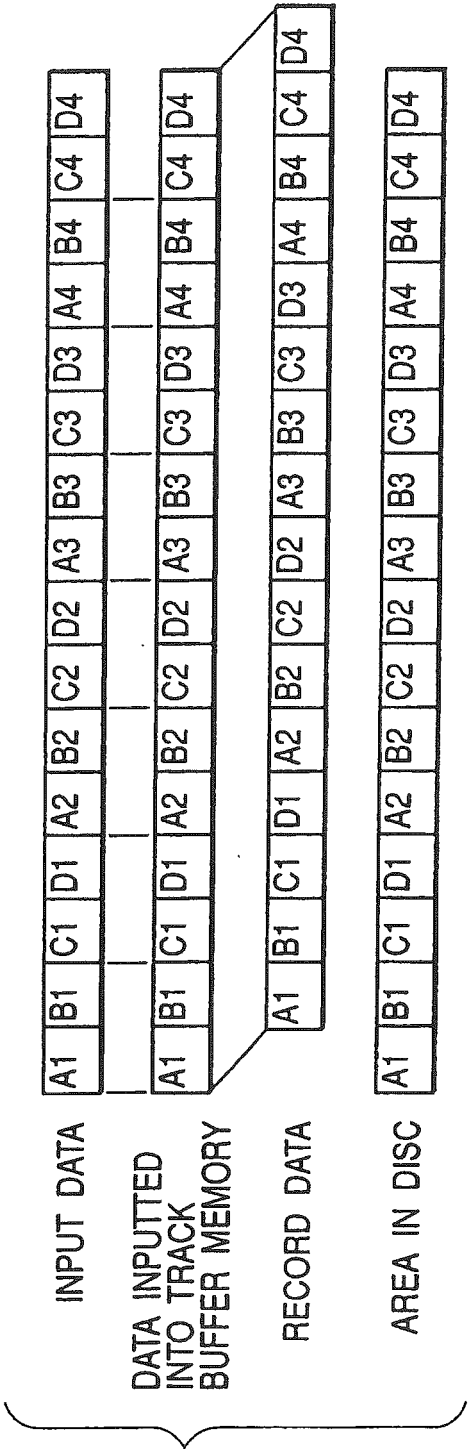 INPUT DATA
A1 B1 C1 D1 A2 B2 C2 D2 A3 B3 C3 D3 A4 B4 C4 D4
DATA INPUTTED
INTO TRACK
BUFFER MEMORY
A1 B1 C1 D1 A2 B2 C2 D2 A3 B3 C3 D3 A4 B4 C4 D4
RECORD DATA
A1 B1 C1 D1 A2 B2 C2 D2 A3 B3 C3 D3 A4 B4 C4 D4
AREA IN DISC
A1 B1 C1 D1 A2 B2 C2 D2 A3 B3 C3 D3 A4 B4 C4 D4